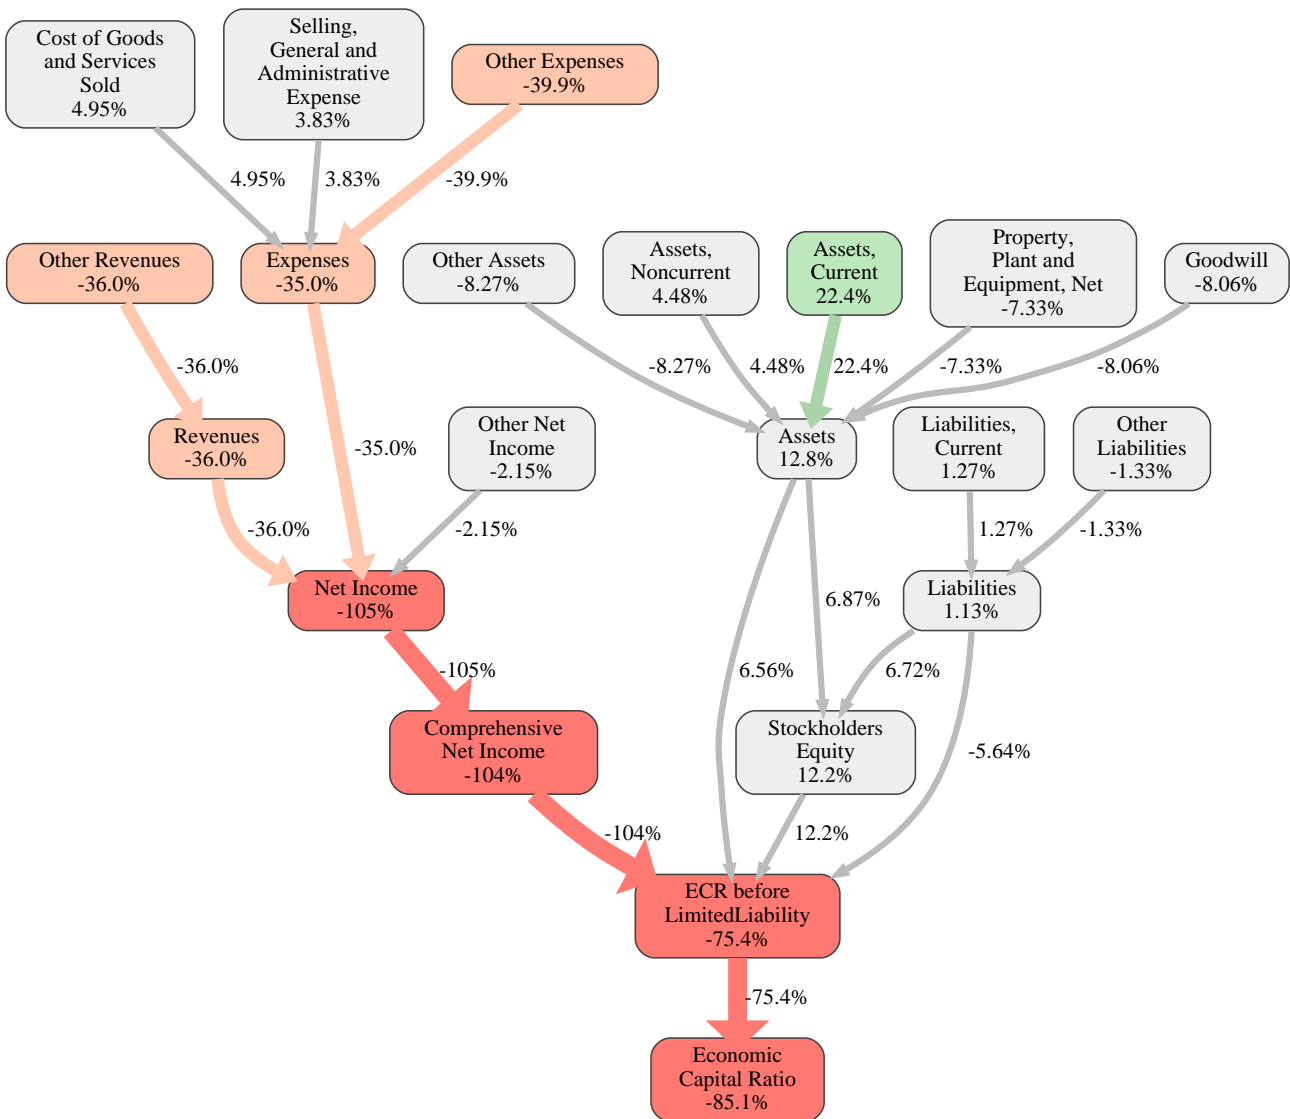 Cost of Goods
and Services
Sold
4.95%
Selling,
General and
Administrative
Expense
3.83%
Other Expenses
-39.9%
4.95%
3.83%
-39.9%
Other Revenues
-36.0%
Expenses
-35.0%
Other Assets
-8.27%
Assets,
Noncurrent
4.48%
Assets,
Current
22.4%
Property,
Plant and
Equipment, Net
-7.33%
Goodwill
-8.06%
-36.0%
-8.27%
4.48%
22.4%
-7.33%
-8.06%
Revenues
-36.0%
-35.0%
Other Net
Income
-2.15%
Assets
12.8%
Liabilities,
Current
1.27%
Other
Liabilities
-1.33%
-36.0%
-2.15%
1.27%
-1.33%
Net Income
-105%
6.87%
Liabilities
1.13%
-105%
6.56%
6.72%
Comprehensive
Net Income
-104%
Stockholders
Equity
12.2%
-5.64%
-104%
12.2%
ECR before
LimitedLiability
-75.4%
-75.4%
Economic
Capital Ratio
-85.1%